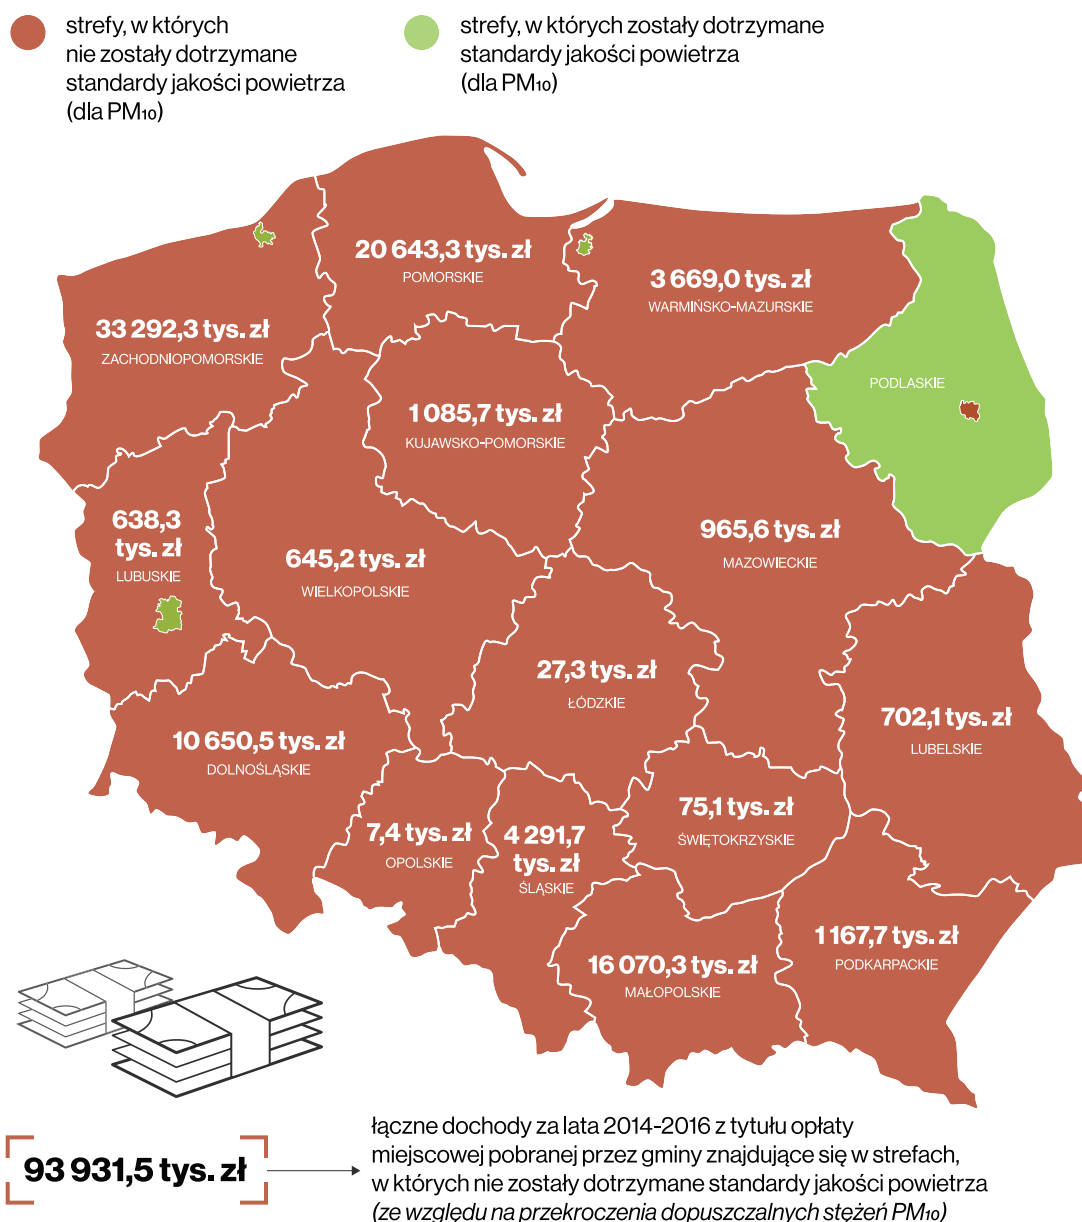 strefy, w których
nie zostały dotrzymane
standardy jakości powietrza
(dla PM₁₀)
strefy, w których zostały dotrzymane
standardy jakości powietrza
(dla PM₁₀)
20 643,3 tys. zł
POMORSKIE
3 669,0 tys. zł
WARMIŃSKO-MAZURSKIE
33 292,3 tys. zł
ZACHODNIOPOMORSKIE
PODLASKIE
1 085,7 tys. zł
KUJAWSKO-POMORSKIE
638,3
tys. zł
LUBUSKIE
645,2 tys. zł
WIELKOPOLSKIE
965,6 tys. zł
MAZOWIECKIE
27,3 tys. zł
ŁÓDZKIE
702,1 tys. zł
LUBELSKIE
10 650,5 tys. zł
DOLNOŚLĄSKIE
7,4 tys. zł
OPOLSKIE
4 291,7
tys. zł
ŚLĄSKIE
75,1 tys. zł
ŚWIĘTOKRZYSKIE
16 070,3 tys. zł
MAŁOPOLSKIE
1 167,7 tys. zł
PODKARPACKIE
93 931,5 tys. zł
łączne dochody za lata 2014-2016 z tytułu opłaty
miejscowej pobranej przez gminy znajdujące się w strefach,
w których nie zostały dotrzymane standardy jakości powietrza
(ze względu na przekroczenia dopuszczalnych stężeń PM₁₀)